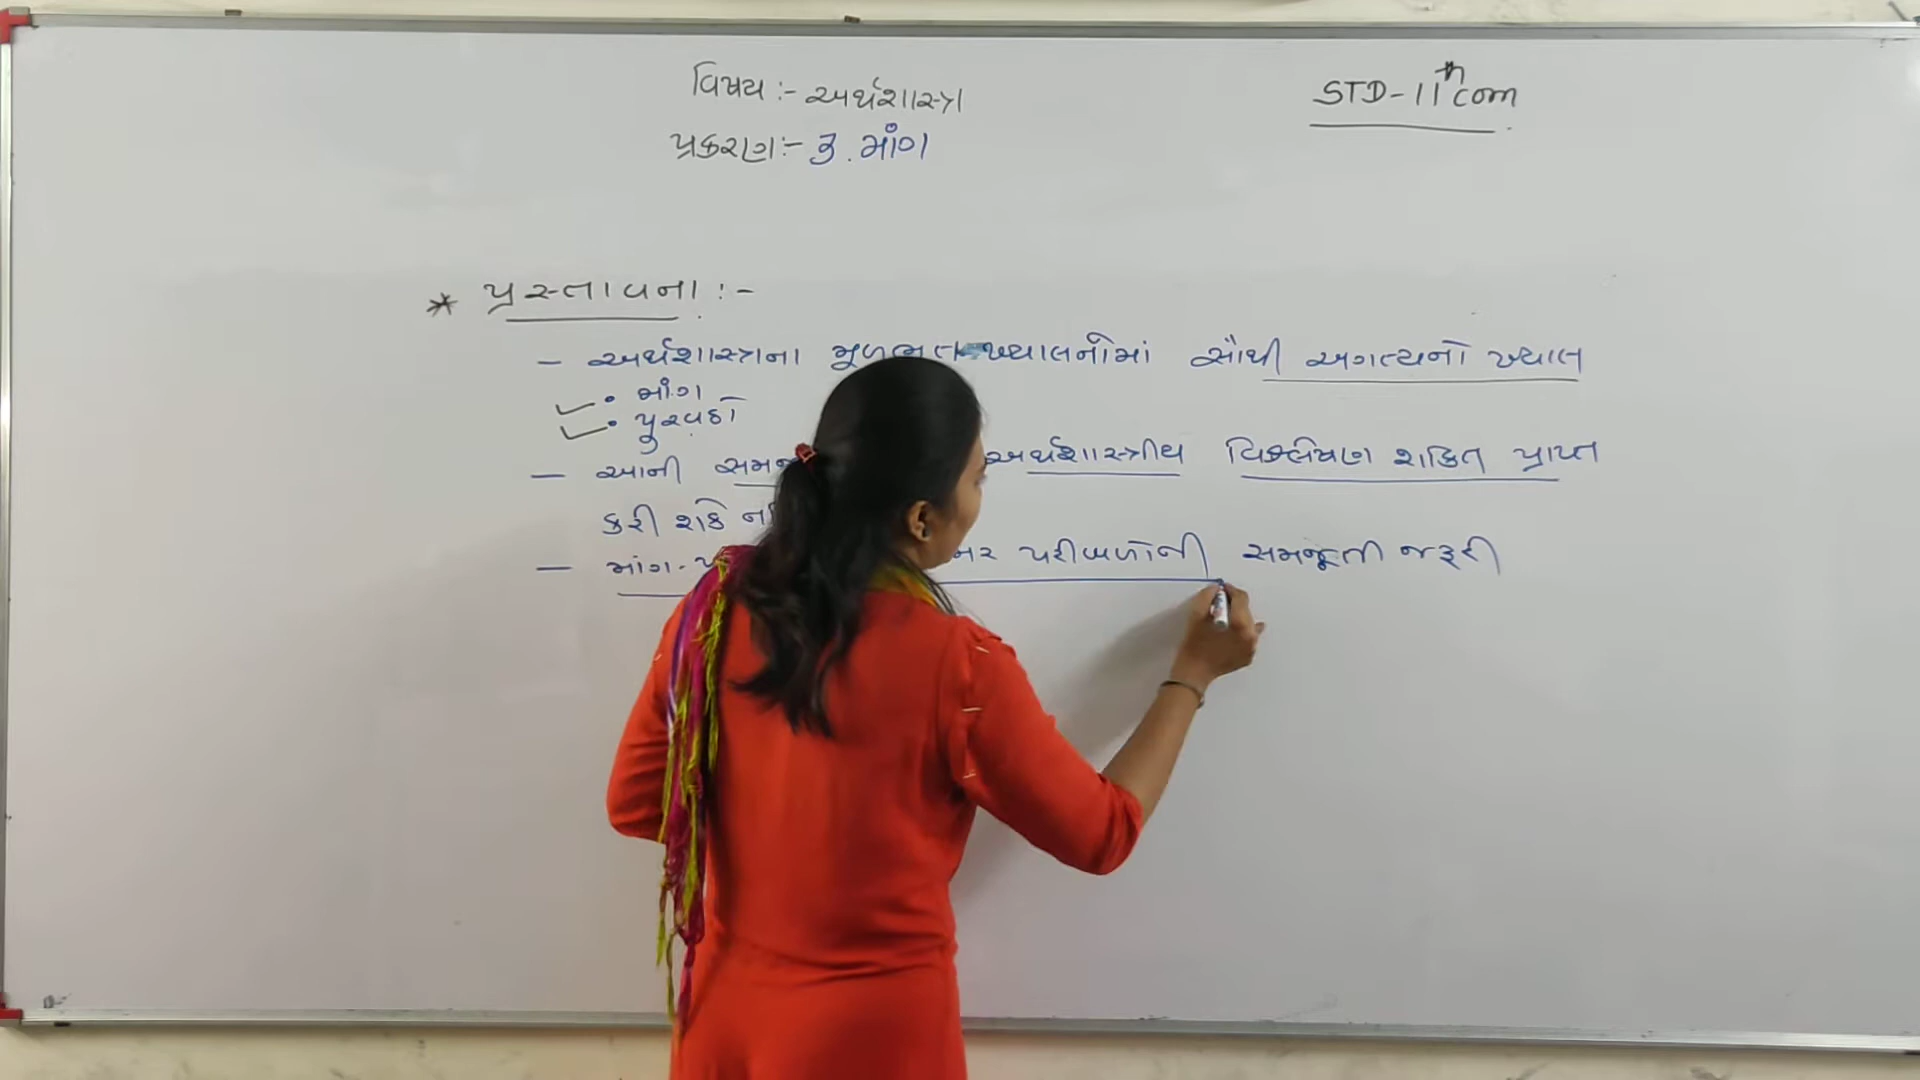 વિષય :- અર્થશાસ્ત્ર
STD-11th com
પ્રકરણ:- 3. માંગ
* પ્રસ્તાવના :-
- અર્થશાસ્ત્રના મૂળભૂત ખ્યાલનોમાં સૌથી અગત્યનો ખ્યાલ
• માંગ
• પુરવઠો
- આની અર્થશાસ્ત્રીય વિશ્લેષણ શક્તિ પ્રાપ્ત
કરી શકે
- માંગ- પરીબળોની સમજૂતી જરૂરી